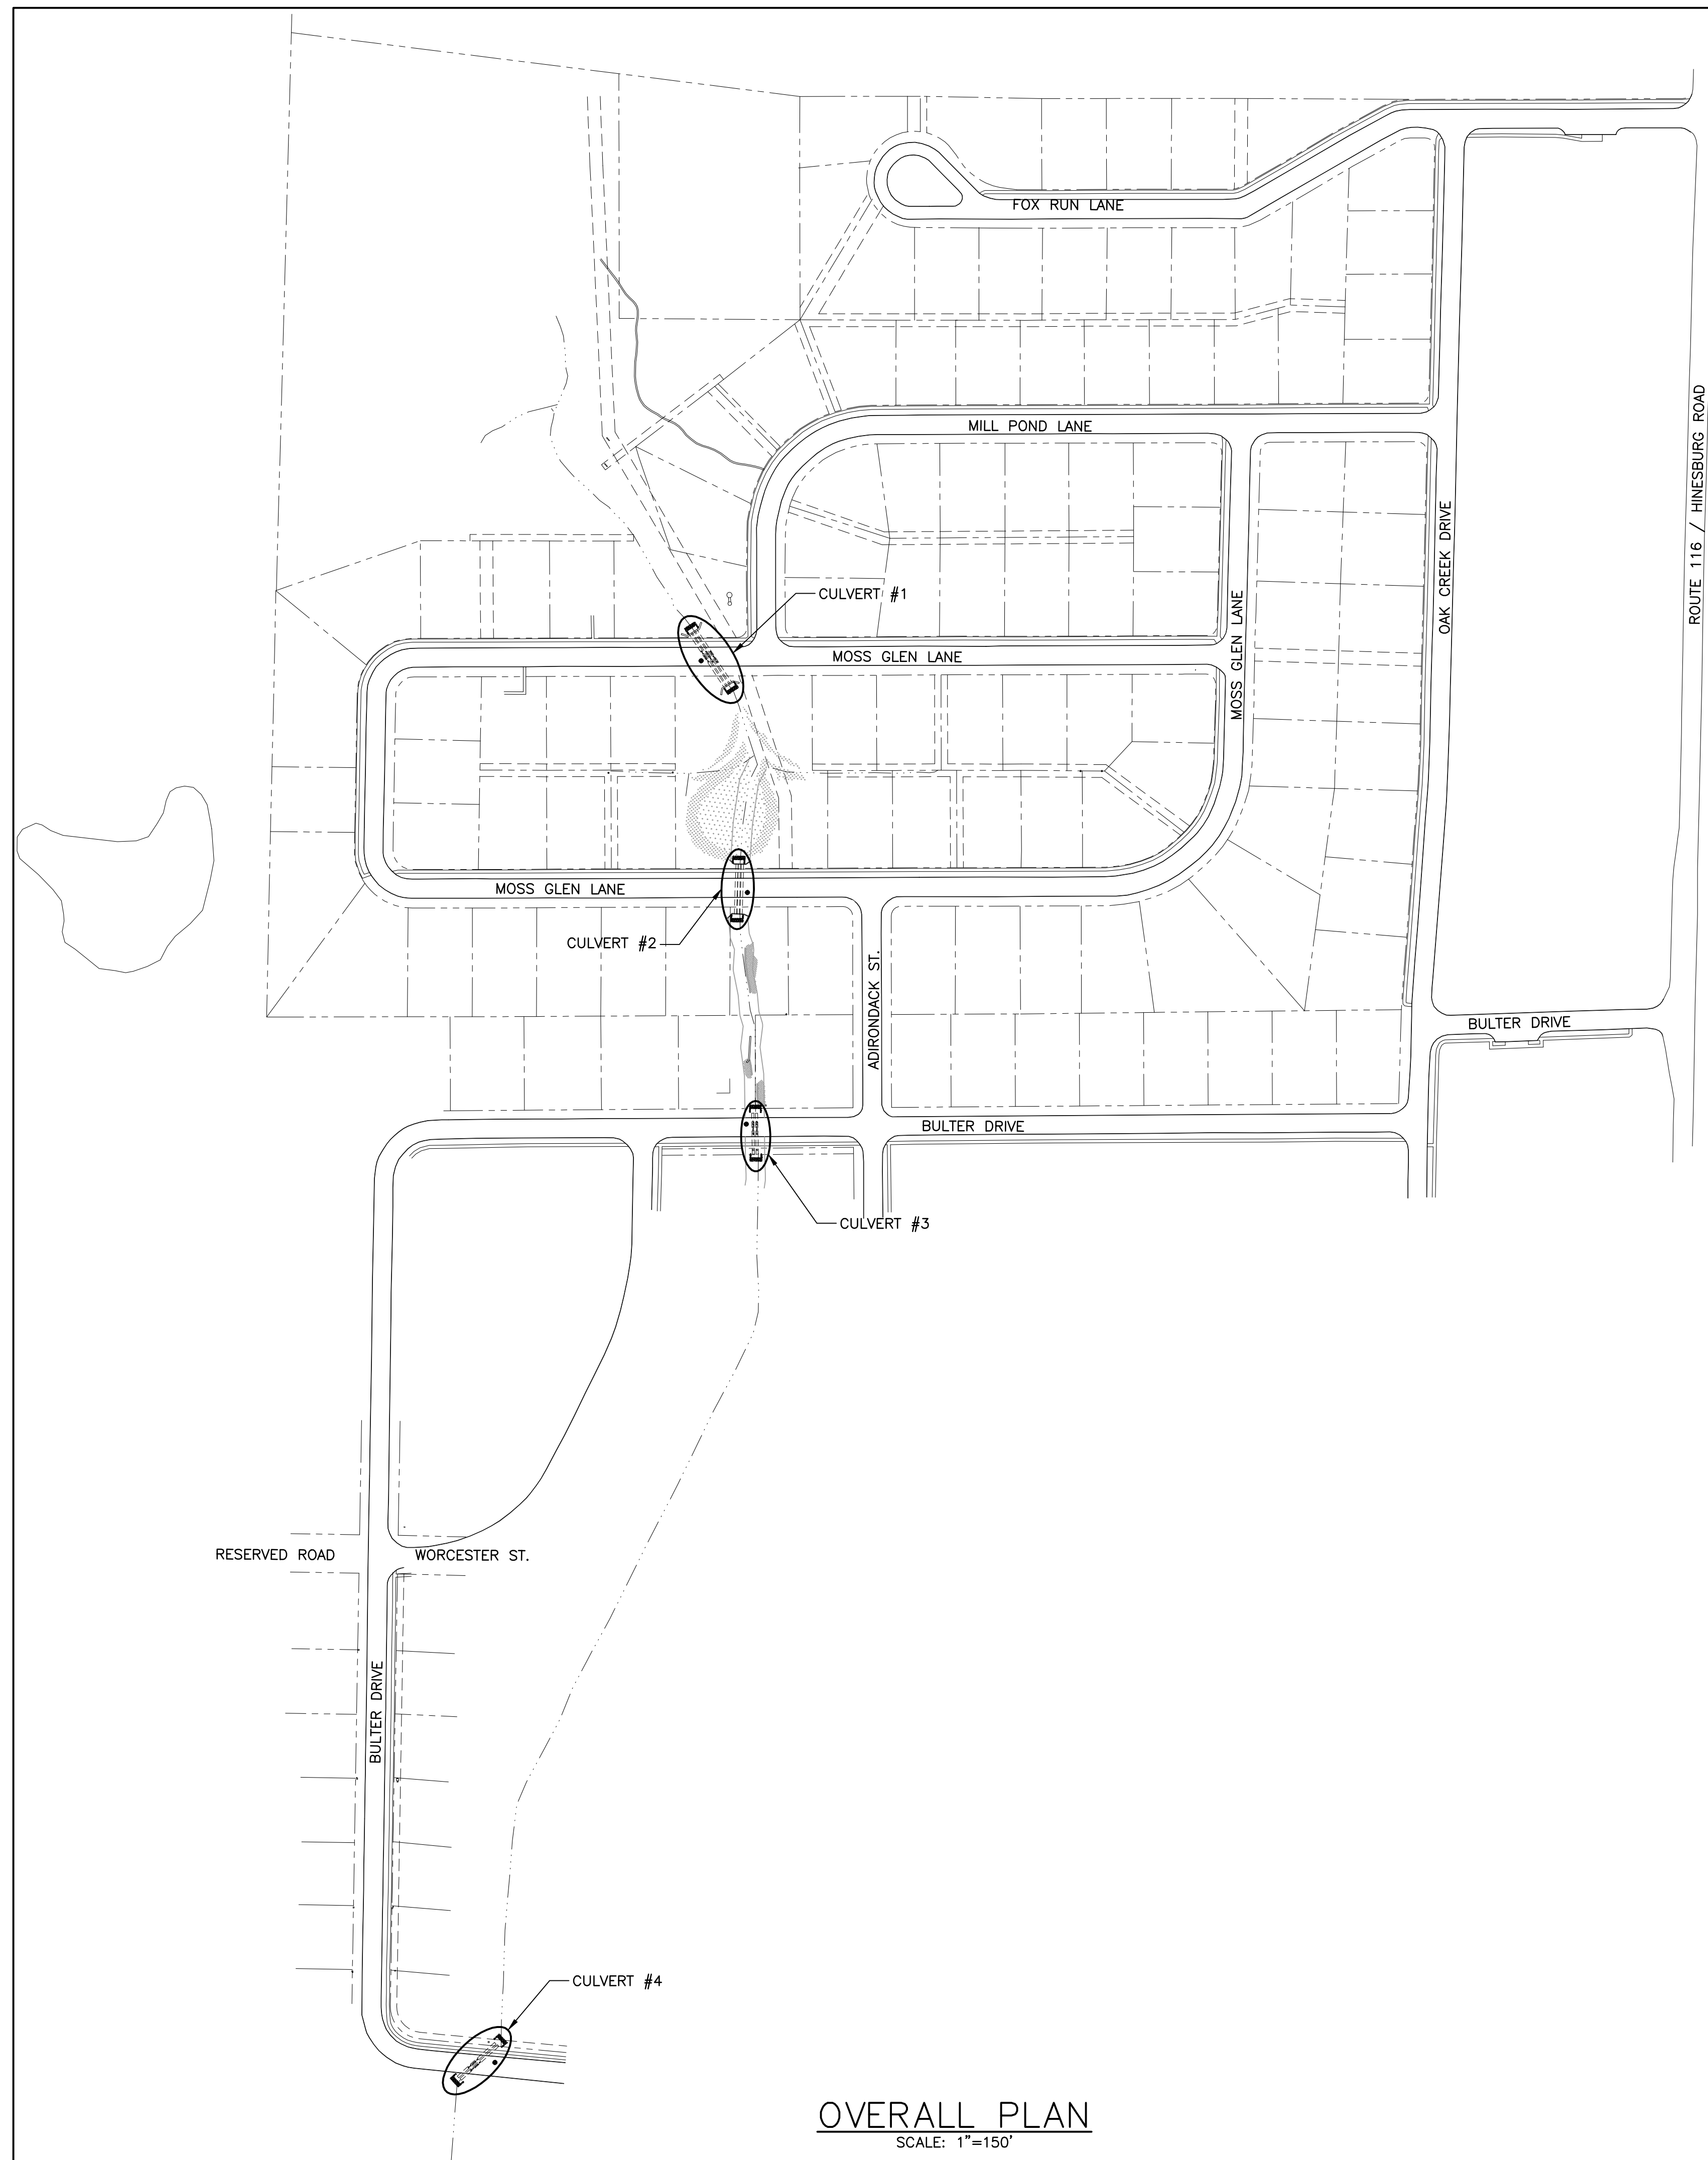 FOX RUN LANE
MILL POND LANE
ROUTE 116 / HINESBURG ROAD
OAK CREEK DRIVE
CULVERT #1
MOSS GLEN LANE
MOSS GLEN LANE
MOSS GLEN LANE
CULVERT #2
ADIRONDACK ST.
BULTER DRIVE
BULTER DRIVE
CULVERT #3
RESERVED ROAD
WORCESTER ST.
BULTER DRIVE
CULVERT #4
OVERALL PLAN
SCALE: 1"=150'